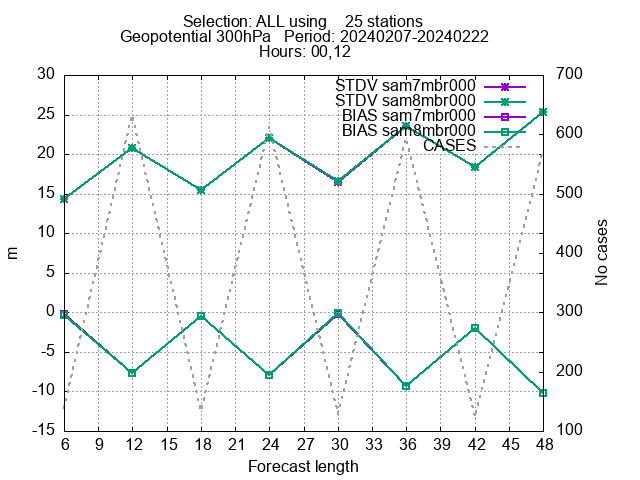 Selection: ALL using    25 stations
Geopotential 300hPa   Period: 20240207-20240222
Hours: 00,12
STDV sam7mbr000
STDV sam8mbr000
BIAS sam7mbr000
BIAS sam8mbr000
CASES
30
25
20
15
10
5
0
-5
-10
-15
m
700
600
500
400
300
200
100
No cases
6 9 12 15 18 21 24 27 30 33 36 39 42 45 48
Forecast length